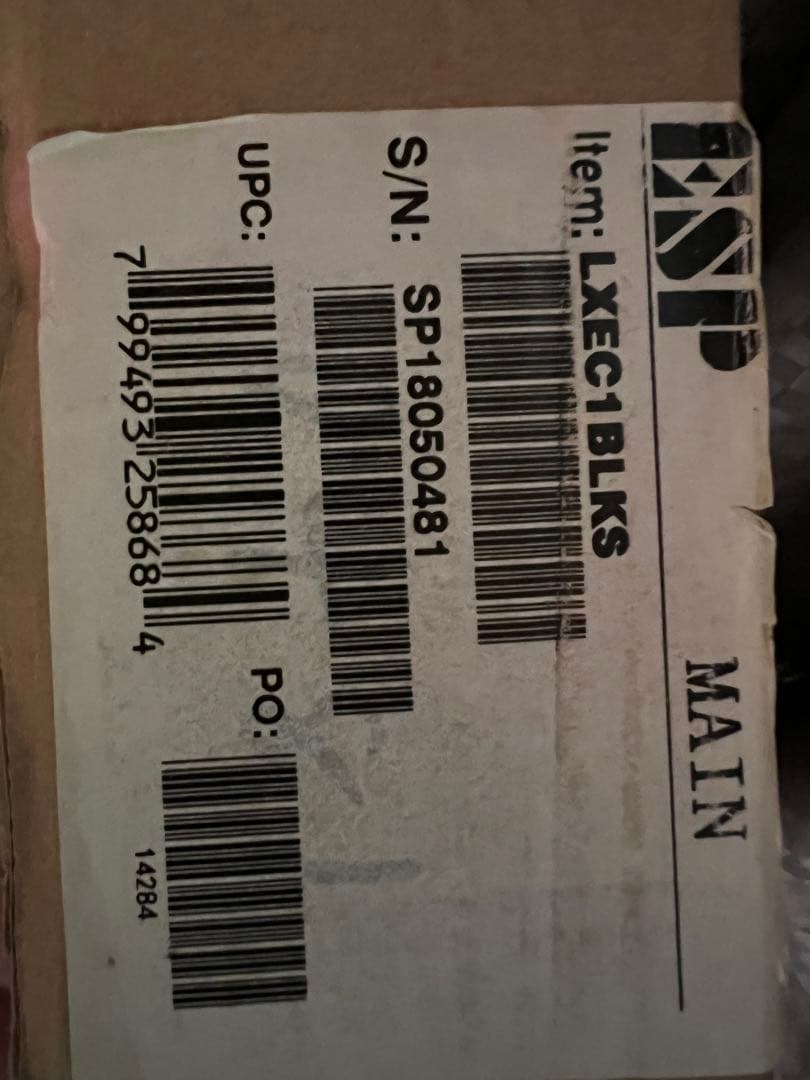 ESP MAIN
Item: LXEC1BLKS
S/N: SP18050481
UPC: 7 99493 25868 4
PO: 14284